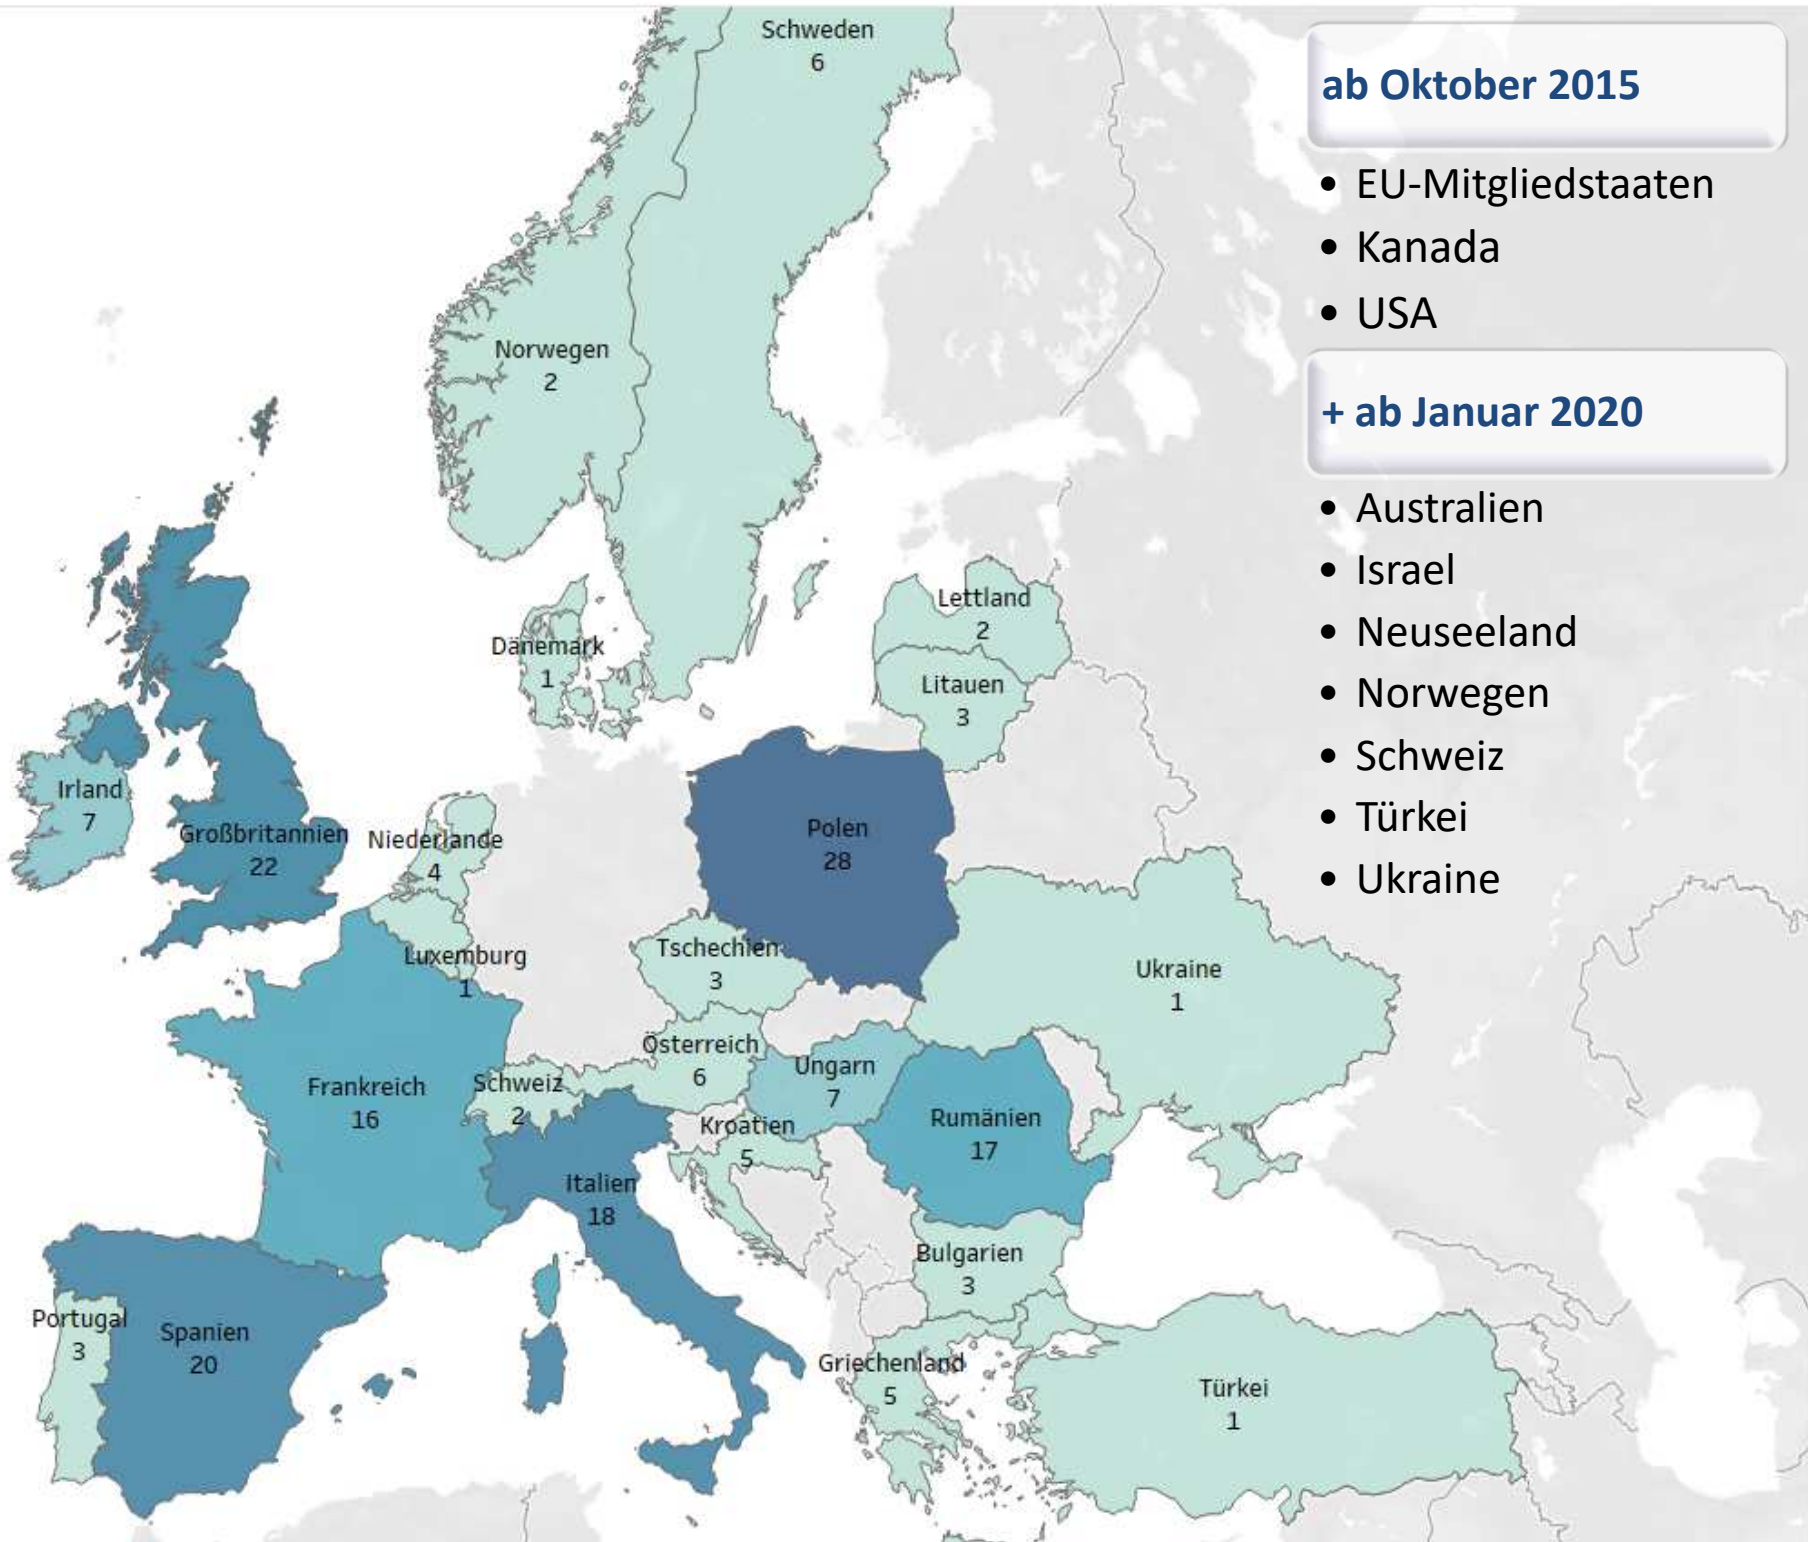 Schweden
6
ab Oktober 2015
• EU-Mitgliedstaaten
• Kanada
• USA
+ ab Januar 2020
• Australien
• Israel
• Neuseeland
• Norwegen
• Schweiz
• Türkei
• Ukraine
Norwegen
2
Lettland
2
Dänemark
1
Litauen
3
Irland
7
Großbritannien
22
Niederlande
4
Polen
28
Luxemburg
1
Tschechien
3
Ukraine
1
Österreich
6
Ungarn
7
Frankreich
16
Schweiz
2
Kroatien
5
Rumänien
17
Italien
18
Bulgarien
3
Portugal
3
Spanien
20
Griechenland
5
Türkei
1